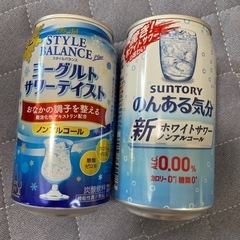 STYLE
BALANCE
スタイルバランス
ヨーグルト
サワーテイスト
おなかの調子を整える
ノンアルコール
炭酸飲料
SUNTORY
のんある気分
新
ホワイトサワー
ノンアルコール
0.00%
カロリー0 糖類0